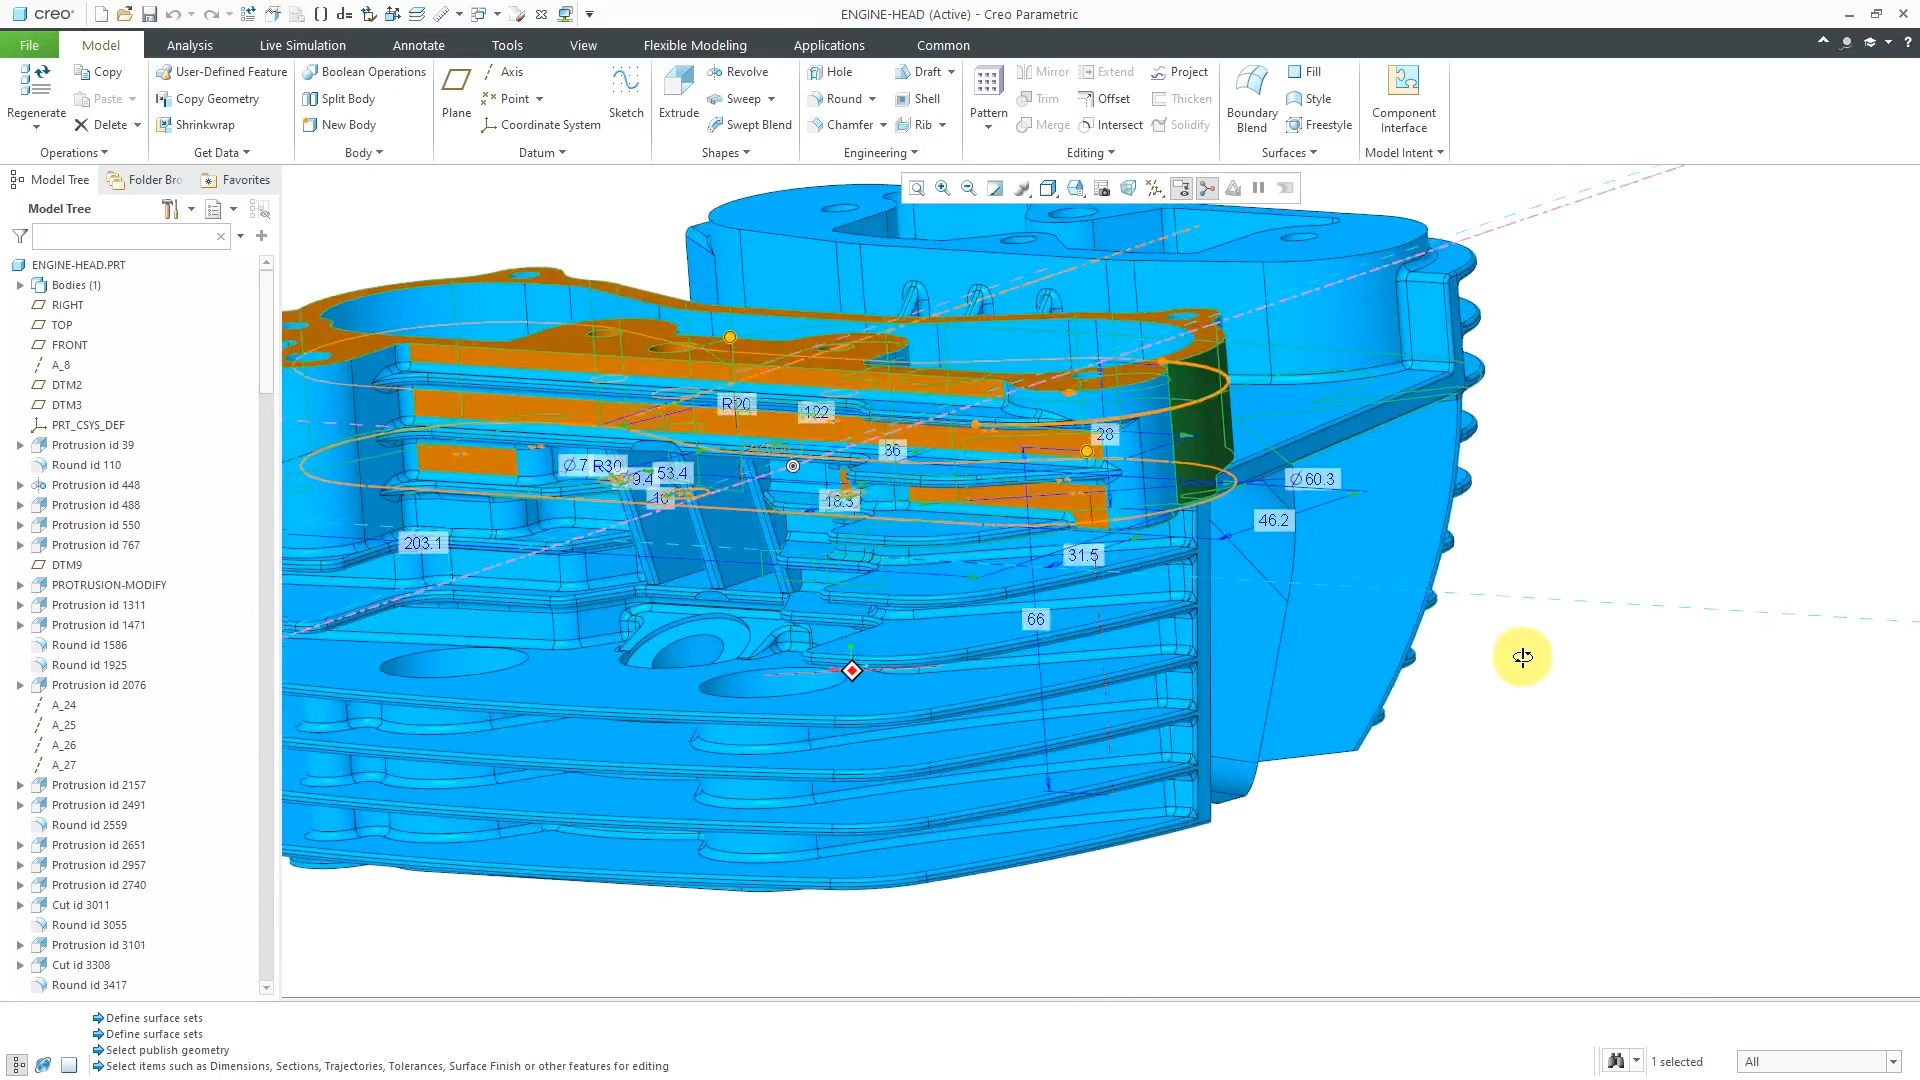 creo
ENGINE-HEAD (Active) - Creo Parametric
File Model Analysis Live Simulation Annotate Tools View Flexible Modeling Applications Common
Regenerate
Copy
Paste
Delete
Operations
User-Defined Feature
Copy Geometry
Shrinkwrap
Get Data
Boolean Operations
Split Body
New Body
Body
Plane
Axis
Point
Coordinate System
Sketch
Datum
Extrude
Revolve
Sweep
Swept Blend
Shapes
Hole
Round
Chamfer
Draft
Shell
Rib
Engineering
Pattern
Mirror Extend Project
Trim Offset Thicken
Merge Intersect Solidify
Editing
Boundary Blend
Fill
Style
Freestyle
Surfaces
Component Interface
Model Intent
Model Tree Folder Bro Favorites
Model Tree
ENGINE-HEAD.PRT
Bodies (1)
RIGHT
TOP
FRONT
A_8
DTM2
DTM3
PRT_CSYS_DEF
Protrusion id 39
Round id 110
Protrusion id 448
Protrusion id 488
Protrusion id 550
Protrusion id 767
DTM9
PROTRUSION-MODIFY
Protrusion id 1311
Protrusion id 1471
Round id 1586
Round id 1925
Protrusion id 2076
A_24
A_25
A_26
A_27
Protrusion id 2157
Protrusion id 2491
Round id 2559
Protrusion id 2651
Protrusion id 2957
Protrusion id 2740
Cut id 3011
Round id 3055
Protrusion id 3101
Cut id 3308
Round id 3417
R20
122
28
36
Ø7
R30
53.4
18.3
Ø60.3
46.2
203.1
31.5
66
Define surface sets
Define surface sets
Select publish geometry
Select items such as Dimensions, Sections, Trajectories, Tolerances, Surface Finish or other features for editing
1 selected
All